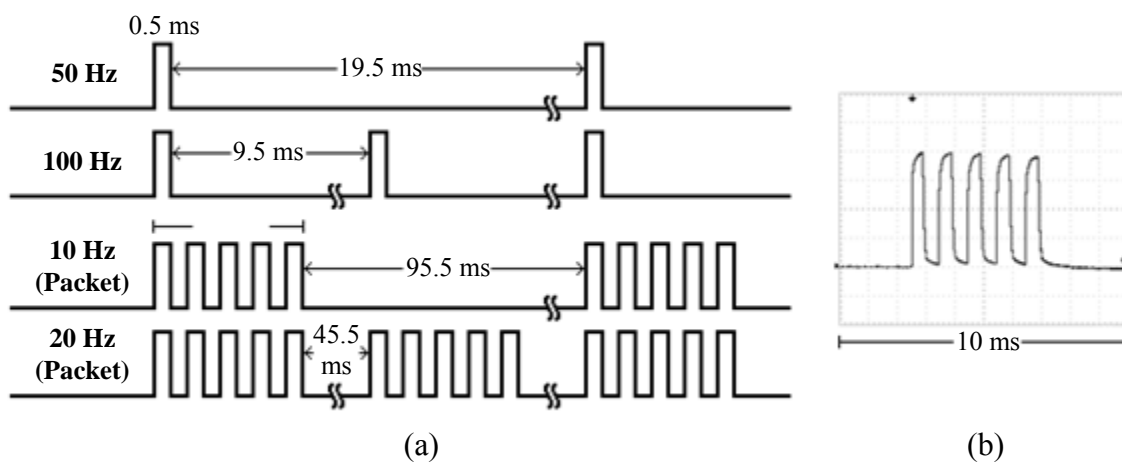 0.5 ms
50 Hz
19.5 ms
100 Hz
9.5 ms
10 Hz
(Packet)
95.5 ms
20 Hz
(Packet)
45.5
ms
10 ms
(a)
(b)